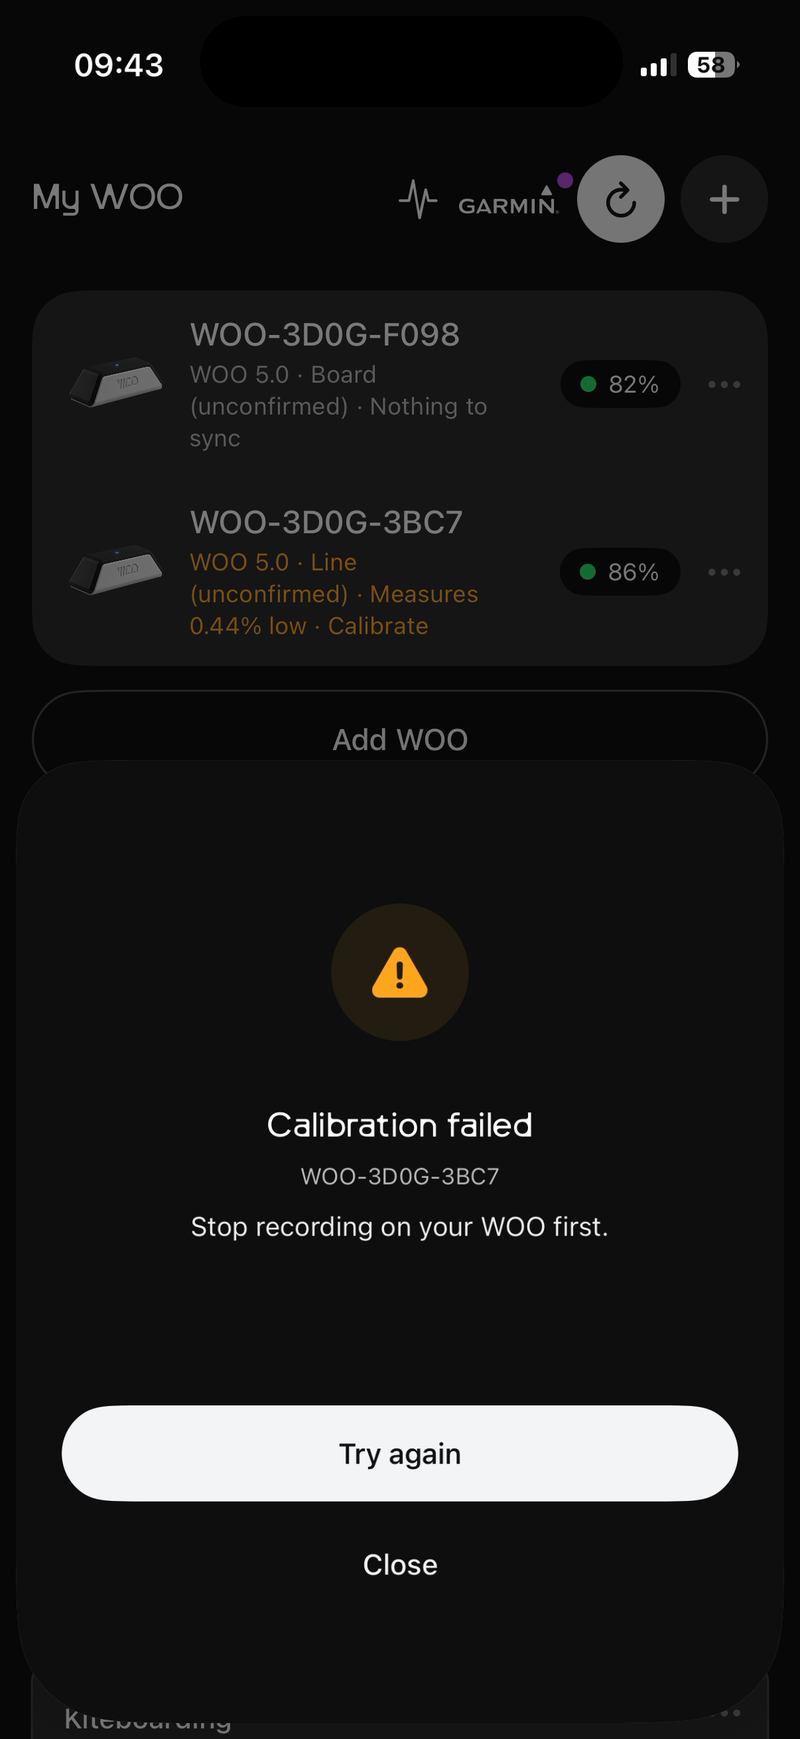 09:43
58
My WOO
GARMIN
WOO-3D0G-F098
WOO 5.0 · Board
(unconfirmed) · Nothing to
sync
82%
WOO-3D0G-3BC7
WOO 5.0 · Line
(unconfirmed) · Measures
0.44% low · Calibrate
86%
Add WOO
Calibration failed
WOO-3D0G-3BC7
Stop recording on your WOO first.
Try again
Close
Kiteboarding